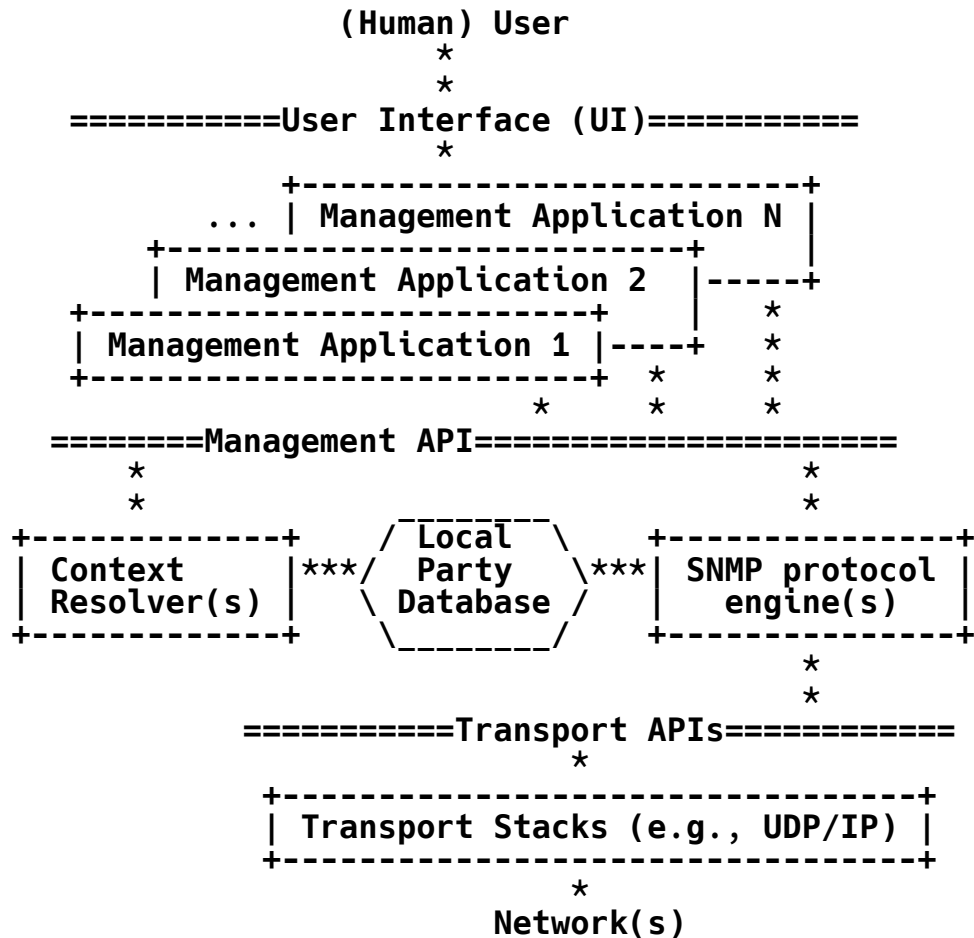 (Human) User
*
*
===========User Interface (UI)===========
*
+--------------------------+
... | Management Application N |
+---------------------------+ |
| Management Application 2 |-----+
+--------------------------+ | *
| Management Application 1 |----+ *
+--------------------------+ * *
* * *
========Management API======================
* *
* *
+-------------+ / Local \ +---------------+
| Context |***/ Party \***| SNMP protocol |
| Resolver(s) | \ Database / | engine(s) |
+-------------+ \________/ +---------------+
*
*
===========Transport APIs============
*
+---------------------------------+
| Transport Stacks (e.g., UDP/IP) |
+---------------------------------+
*
Network(s)